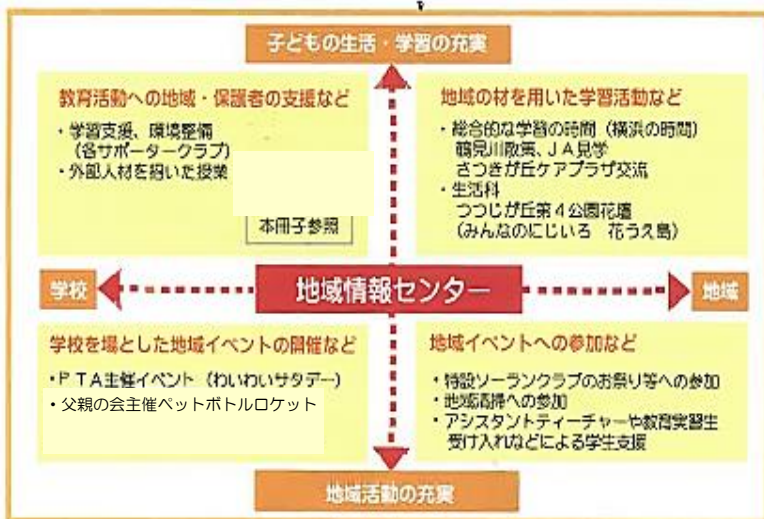 子どもの生活・学習の充実
教育活動への地域・保護者の支援など
・学習支援、環境整備
(各サポータークラブ)
・外部人材を招いた授業
本冊子参照
地域の材を用いた学習活動など
・総合的な学習の時間(横浜の時間)
鶴見川散策、JA見学
さつきが丘ケアプラザ交流
・生活科
つつじが丘第4公園花壇
(みんなのにじいろ 花うえ島)
学校
地域情報センター
地域
学校を場とした地域イベントの開催など
・PTA主催イベント(わいわいサタデー)
・父親の会主催ペットボトルロケット
地域イベントへの参加など
・特設ソーランクラブのお祭り等への参加
・地域清掃への参加
・アシスタントティーチャーや教育実習生
受け入れなどによる学生支援
地域活動の充実